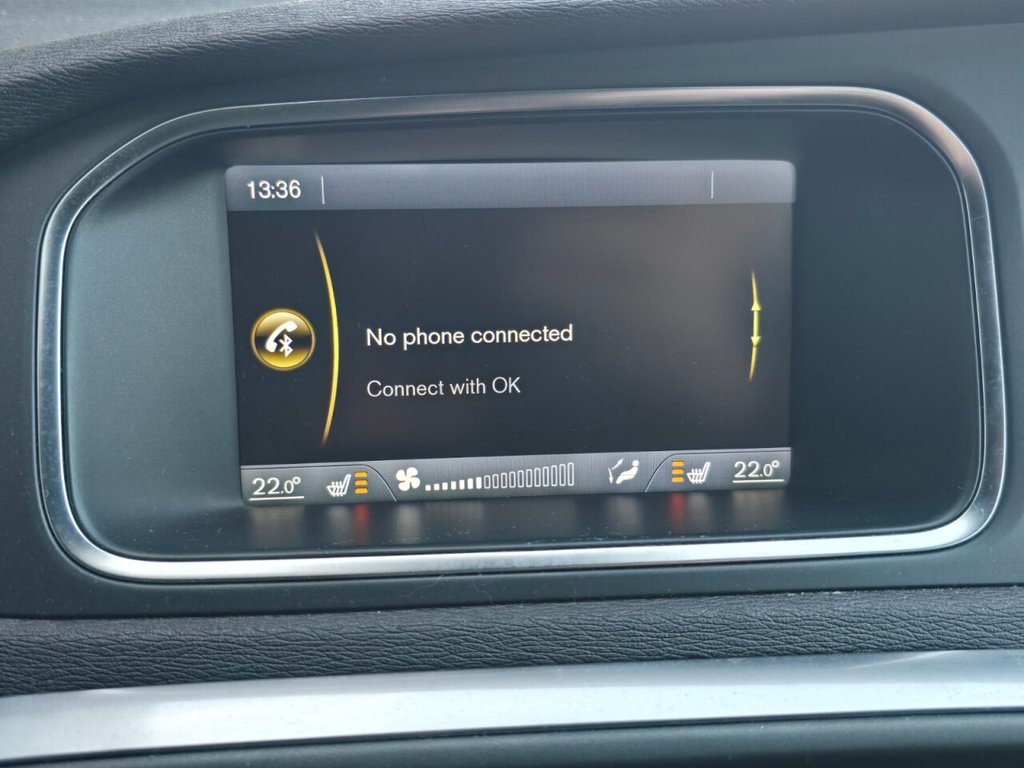 13:36
No phone connected
Connect with OK
22.0°
22.0°